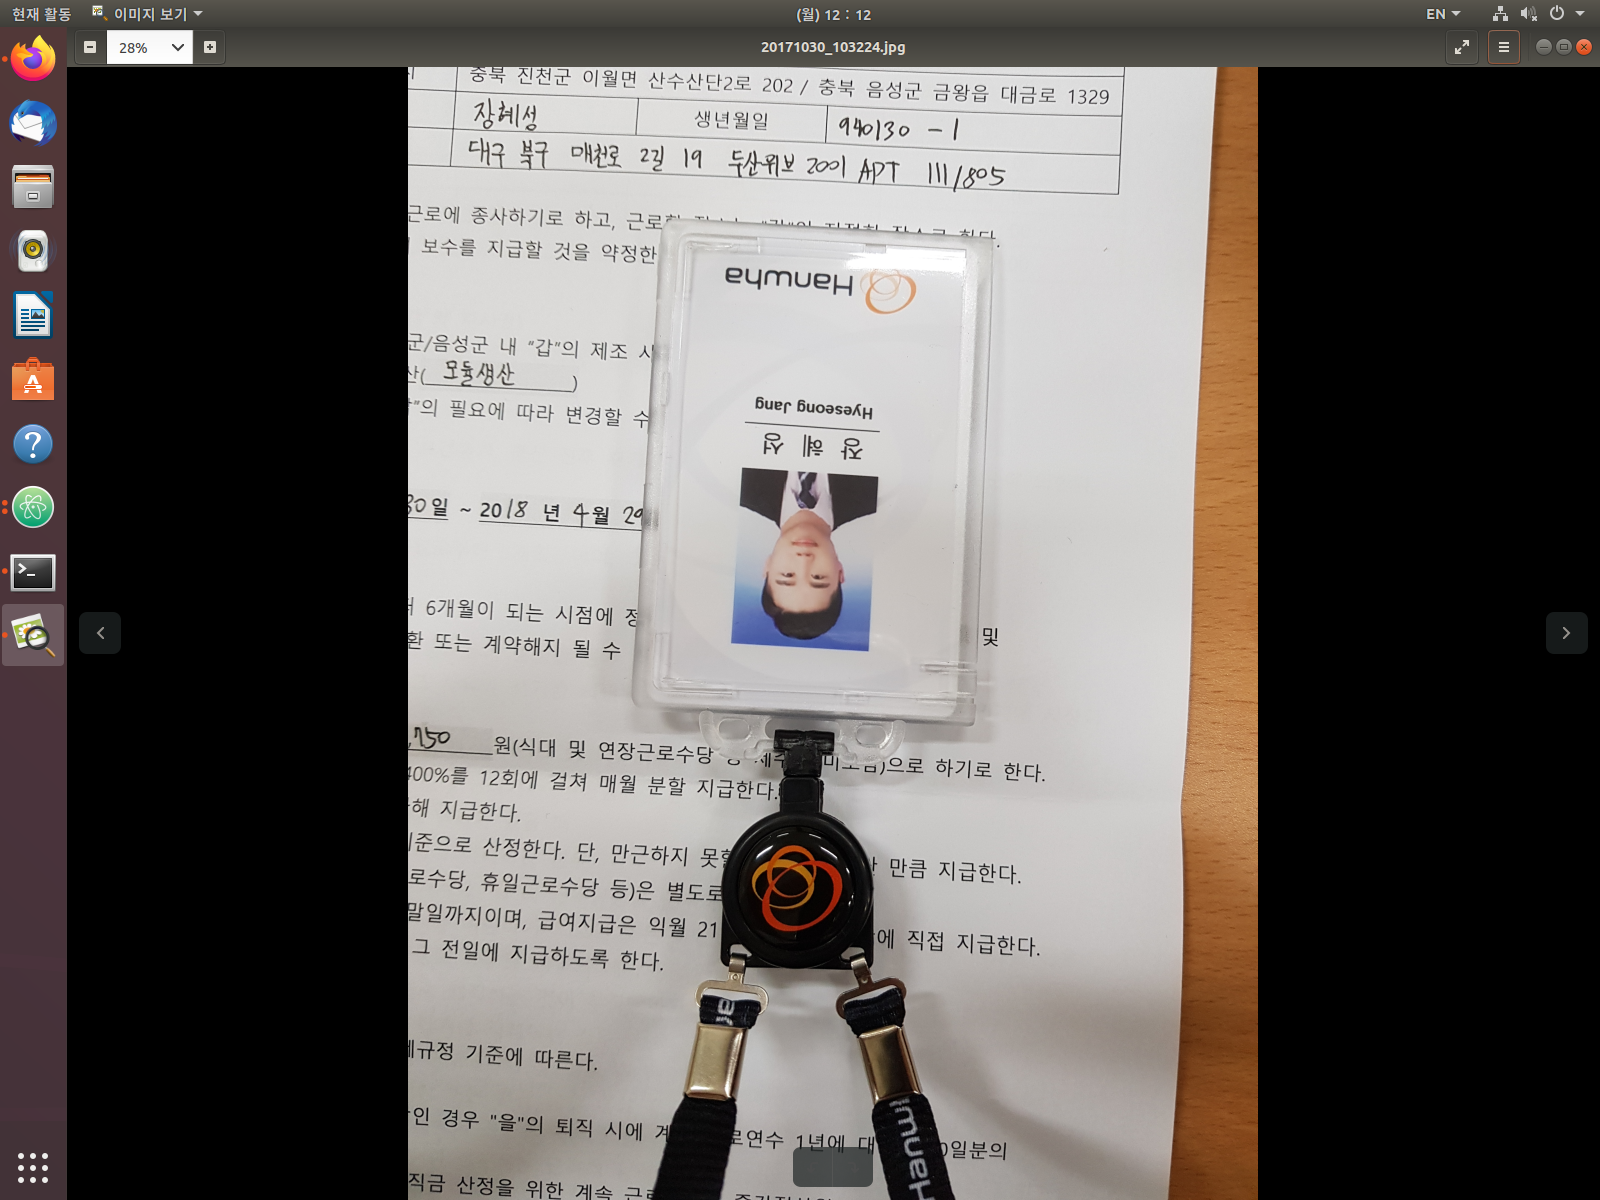 현재 활동
이미지 보기
(월) 12 : 12
EN
28%
20171030_103224.jpg
충북 진천군 이월면 산수산단2로 202 / 충북 음성군 금왕읍 대금로 1329
장혜성 생년월일 940130 - 1
대구 북구 매천로 2길 19 두산위브 2001 APT 111/805
근로에 종사하기로 하고,
보수를 지급할 것을 약정한
Hanwha
군/음성군 내 "갑"의 제조
( 모듈생산 )
"의 필요에 따라 변경할 수
Hyeseong Jang
장 혜 성
30일 ~ 2018 년 4월 29
6개월이 되는 시점에
및
환 또는 계약해지 될 수
,750 원(식대 및 연장근로수당 )으로 하기로 한다.
400%를 12회에 걸쳐 매월 분할 지급한다.
해 지급한다.
기준으로 산정한다. 단, 만근하지 못할 만큼 지급한다.
로수당, 휴일근로수당 등)은 별도로
말일까지이며, 급여지급은 익월 21 에 직접 지급한다.
그 전일에 지급하도록 한다.
규정 기준에 따른다.
인 경우 "을"의 퇴직 시에 로연수 1년에 대 0일분의
직금 산정을 위한 계속
Hanwha